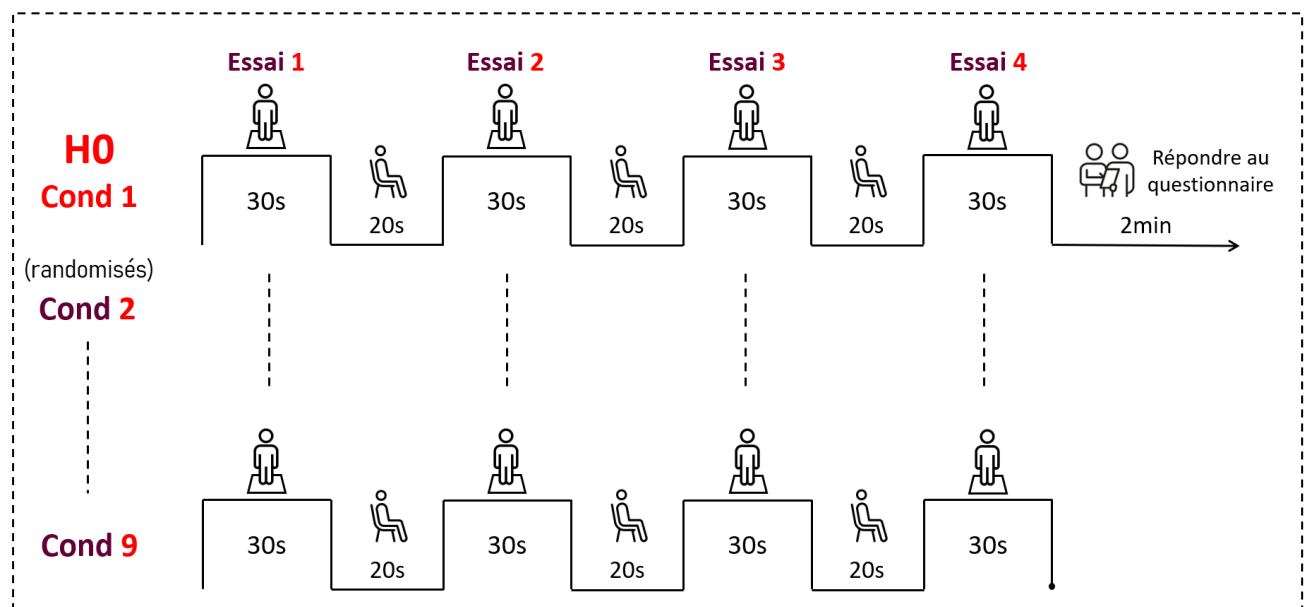 Essai 1
Essai 2
Essai 3
Essai 4
H0
Cond 1
30s
20s
30s
20s
30s
20s
30s
Répondre au
questionnaire
2min
(randomisés)
Cond 2
Cond 9
30s
20s
30s
20s
30s
20s
30s